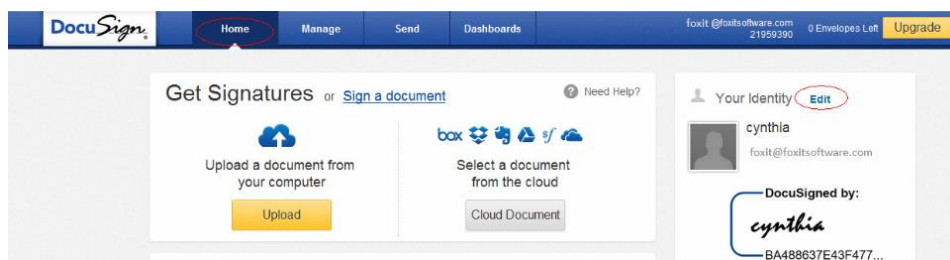 DocuSign
Home Manage Send Dashboards
foxit @foxitsoftware.com
21959390
0 Envelopes Left
Upgrade
Get Signatures or Sign a document
Need Help?
box
sf
Upload a document from
your computer
Upload
Select a document
from the cloud
Cloud Document
Your Identity Edit
cynthia
foxit@foxitsoftware.com
DocuSigned by:
cynthia
BA488637E43F477...